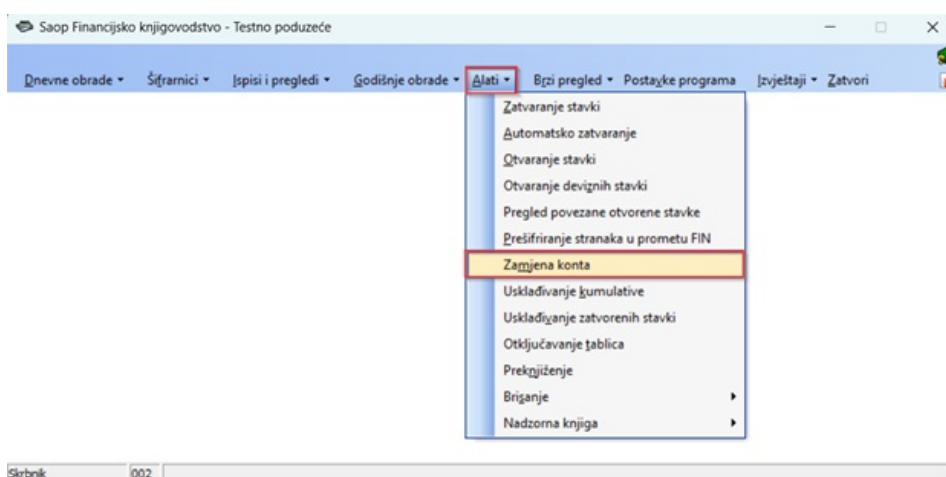 Saop Financijsko knjigovodstvo - Testno poduzeće
Dnevne obrade Šifrarnici Ispisi i pregledi Godišnje obrade Alati Brzi pregled Postavke programa Izvještaji Zatvori
Zatvaranje stavki
Automatsko zatvaranje
Otvaranje stavki
Otvaranje deviznih stavki
Pregled povezane otvorene stavke
Prešifriranje stranaka u prometu FIN
Zamjena konta
Usklađivanje kumulative
Usklađivanje zatvorenih stavki
Otključavanje tablica
Preknjiženje
Brisanje
Nadzorna knjiga
Skrbnik 002